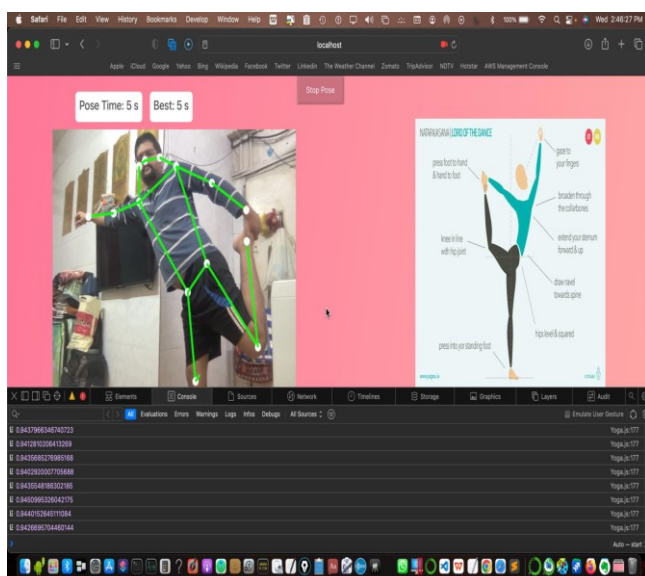 Safari File Edit View History Bookmarks Develop Window Help 100% Wed 2:46:27 PM
localhost
Apple iCloud Google Yahoo Bing Wikipedia Facebook Twitter LinkedIn The Weather Channel Zomato TripAdvisor NDTV Hotstar AWS Management Console
Stop Pose
Pose Time: 5 s Best: 5 s
NATARAJASANA | LORD OF THE DANCE
gaze to
your fingers
press foot to hand
& hand to foot
broaden through
the collarbones
knee in line
with hip joint
extend your sternum
forward & up
draw navel
towards spine
hips level & squared
press into yor standing foot
Elements Console Sources Network Timelines Storage Graphics Layers Audit
All Evaluations Errors Warnings Logs Infos Debugs All Sources Emulate User Gesture
0.94379663467407​23 Yoga.js:177
0.9412810206413269 Yoga.js:177
0.9435685276985168 Yoga.js:177
0.9402920007705688 Yoga.js:177
0.9435548186302185 Yoga.js:177
0.9450995326042175 Yoga.js:177
0.9440152645111084 Yoga.js:177
0.9426695704460144 Yoga.js:177
Auto — start